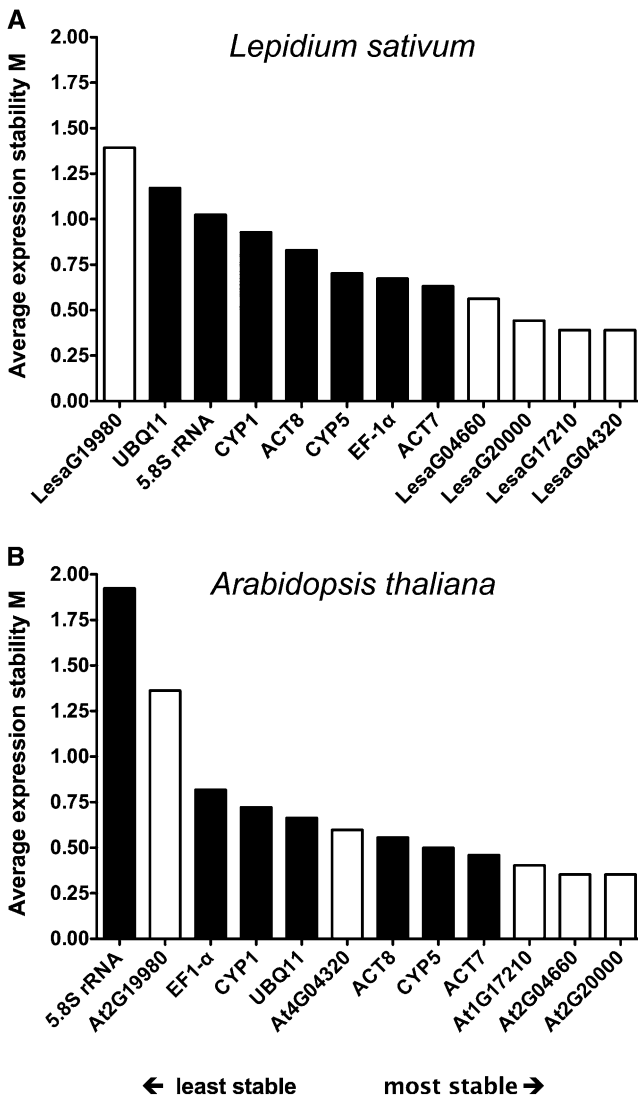 A
Lepidium sativum
Average expression stability M
2.00
1.75
1.50
1.25
1.00
0.75
0.50
0.25
0.00
LesaG19980
UBQ11
5.8S rRNA
CYP1
ACT8
CYP5
EF-1α
ACT7
LesaG04660
LesaG20000
LesaG17210
LesaG04320
B
Arabidopsis thaliana
Average expression stability M
2.00
1.75
1.50
1.25
1.00
0.75
0.50
0.25
0.00
5.8S rRNA
At2G19980
EF1-α
CYP1
UBQ11
At4G04320
ACT8
CYP5
ACT7
At1G17210
At2G04660
At2G20000
← least stable most stable →